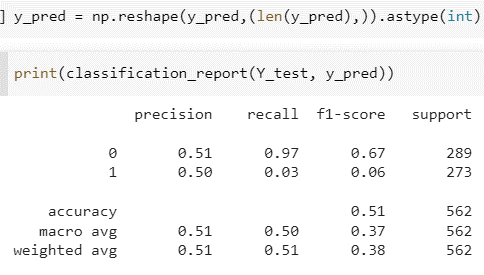 ] y_pred = np.reshape(y_pred,(len(y_pred),)).astype(int)
print(classification_report(Y_test, y_pred))
precision recall f1-score support
0 0.51 0.97 0.67 289
1 0.50 0.03 0.06 273
accuracy 0.51 562
macro avg 0.51 0.50 0.37 562
weighted avg 0.51 0.51 0.38 562